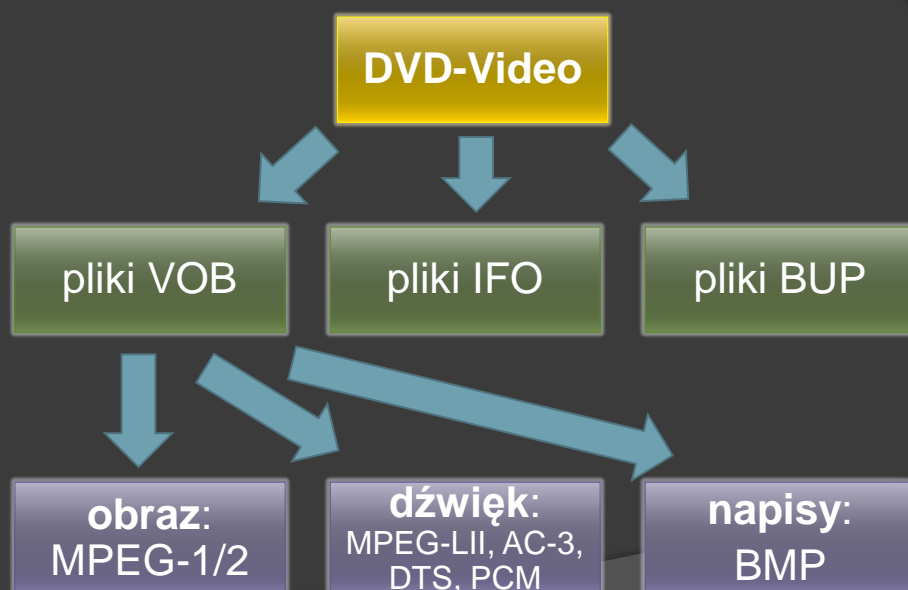 DVD-Video
pliki VOB
pliki IFO
pliki BUP
obraz:
MPEG-1/2
dźwięk:
MPEG-LII, AC-3,
DTS, PCM
napisy:
BMP